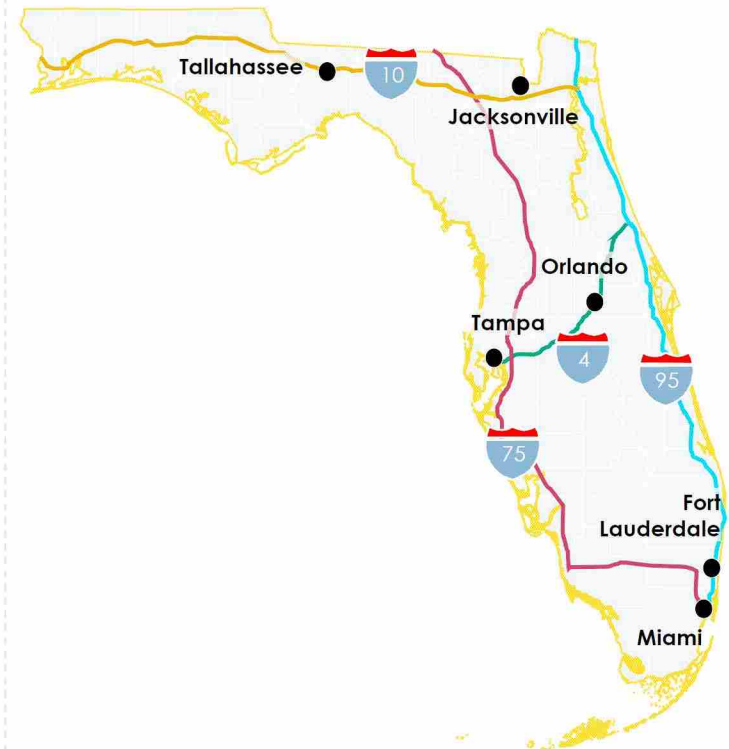 Tallahassee
10
Jacksonville
Orlando
Tampa
4
95
75
Fort
Lauderdale
Miami